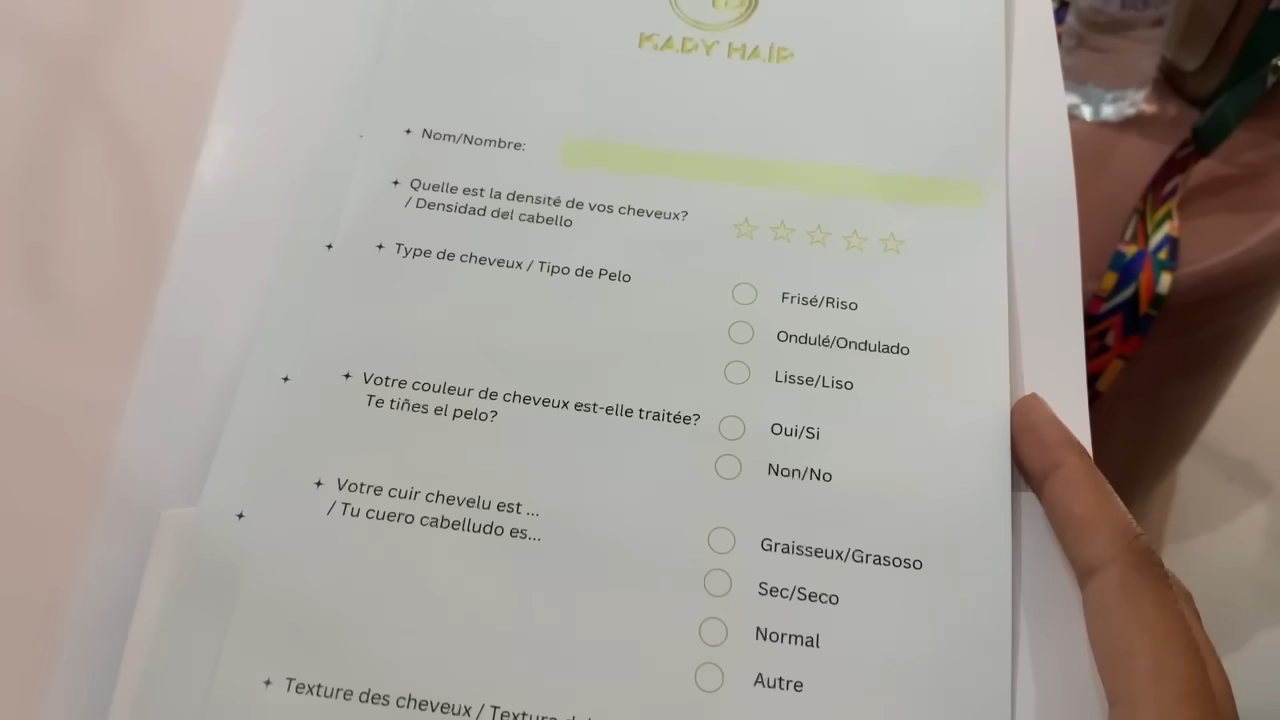 KADY HAIR
Nom/Nombre:
Quelle est la densité de vos cheveux?
/ Densidad del cabello
Type de cheveux / Tipo de Pelo
Frisé/Riso
Ondulé/Ondulado
Lisse/Liso
Votre couleur de cheveux est-elle traitée?
Te tiñes el pelo?
Oui/Si
Non/No
Votre cuir chevelu est ...
/ Tu cuero cabelludo es...
Graisseux/Grasoso
Sec/Seco
Normal
Autre
Texture des cheveux / Textura